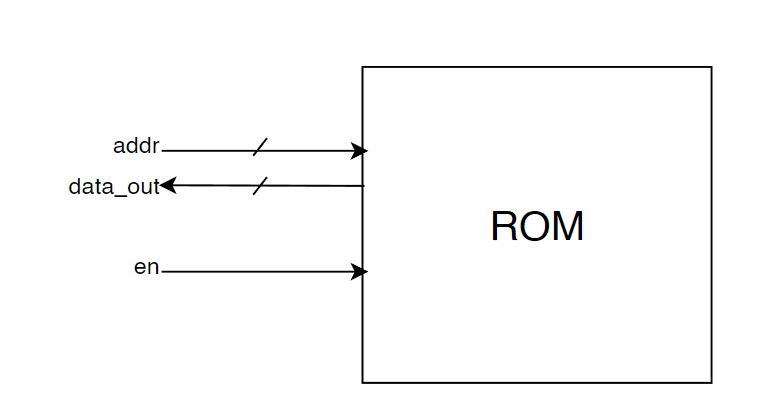 addr
data_out
en
ROM